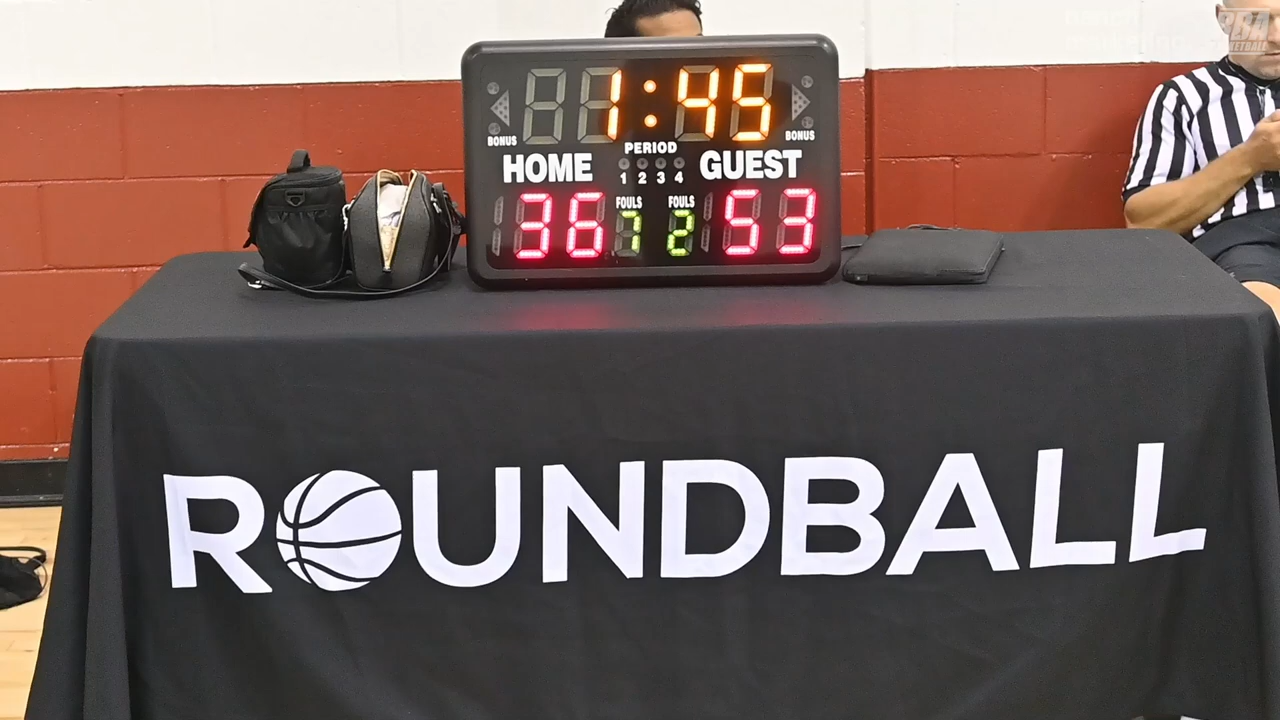 1:45
BONUS BONUS
PERIOD
HOME GUEST
1 2 3 4
FOULS FOULS
36 7 2 53
ROUNDBALL